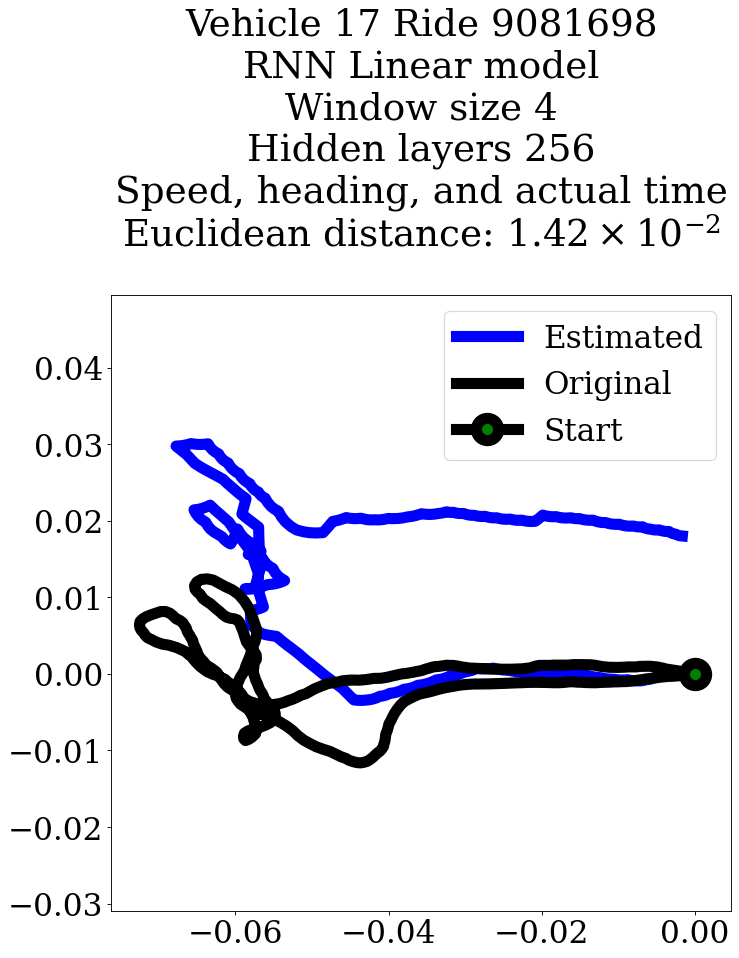 Vehicle 17 Ride 9081698
RNN Linear model
Window size 4
Hidden layers 256
Speed, heading, and actual time
Euclidean distance: 1.42 × 10⁻²
Estimated
Original
Start
0.04
0.03
0.02
0.01
0.00
−0.01
−0.02
−0.03
−0.06
−0.04
−0.02
0.00